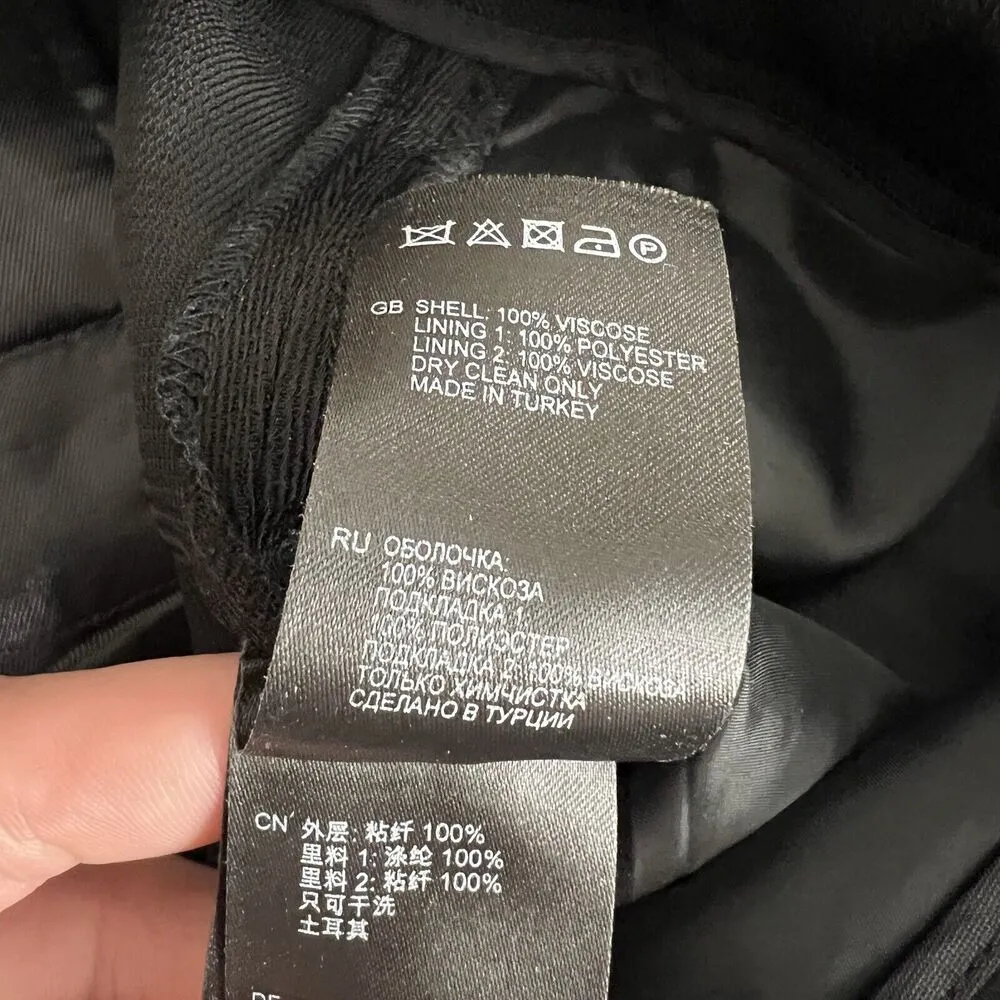 P
GB SHELL: 100% VISCOSE
LINING 1: 100% POLYESTER
LINING 2: 100% VISCOSE
DRY CLEAN ONLY
MADE IN TURKEY
RU ОБОЛОЧКА:
100% ВИСКОЗА
ПОДКЛАДКА 1:
100% ПОЛИЭСТЕР
ПОДКЛАДКА 2: 100% ВИСКОЗА
ТОЛЬКО ХИМЧИСТКА
СДЕЛАНО В ТУРЦИИ
CN 外层: 粘纤 100%
里料 1: 涤纶 100%
里料 2: 粘纤 100%
只可干洗
土耳其